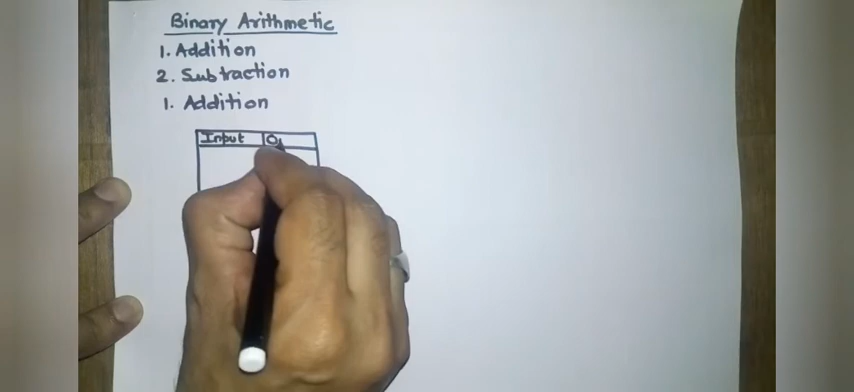 Binary Arithmetic
1. Addition
2. Subtraction
1. Addition
Input O